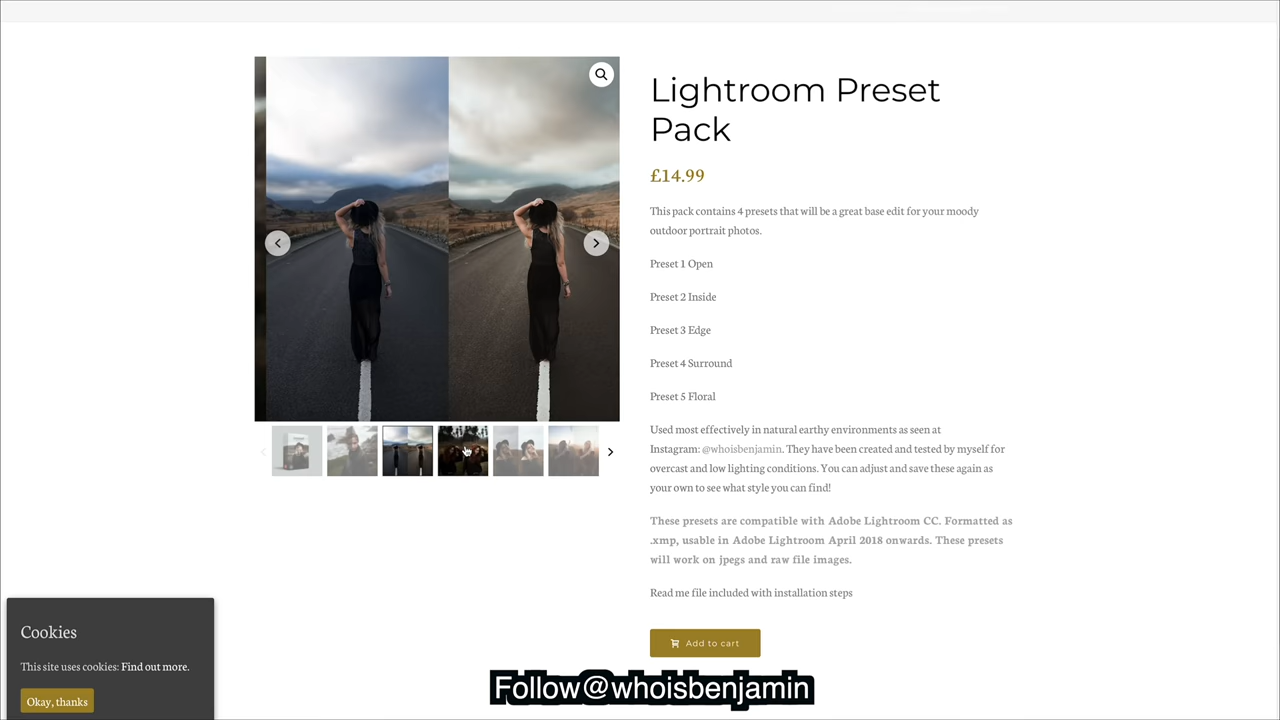 Lightroom Preset
Pack
£14.99
This pack contains 4 presets that will be a great base edit for your moody
outdoor portrait photos.
Preset 1 Open
Preset 2 Inside
Preset 3 Edge
Preset 4 Surround
Preset 5 Floral
Used most effectively in natural earthy environments as seen at
Instagram: @whoisbenjamin. They have been created and tested by myself for
overcast and low lighting conditions. You can adjust and save these again as
your own to see what style you can find!
These presets are compatible with Adobe Lightroom CC. Formatted as
.xmp, usable in Adobe Lightroom April 2018 onwards. These presets
will work on jpegs and raw file images.
Read me file included with installation steps
Add to cart
Cookies
This site uses cookies: Find out more.
Okay, thanks
Follow@whoisbenjamin